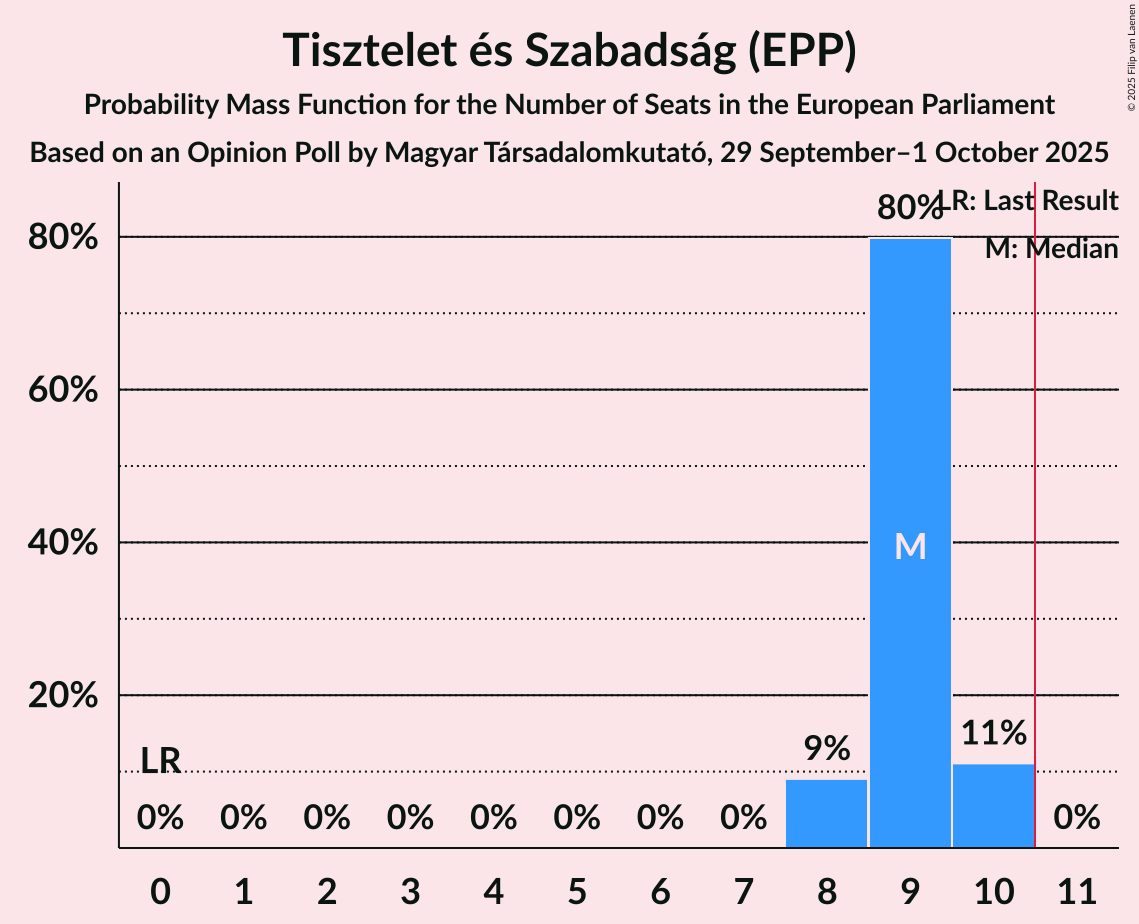 Tisztelet és Szabadság (EPP)
Probability Mass Function for the Number of Seats in the European Parliament
Based on an Opinion Poll by Magyar Társadalomkutató, 29 September–1 October 2025
© 2025 Filip van Laenen
LR: Last Result
M: Median
80%
60%
40%
20%
LR
0% 0% 0% 0% 0% 0% 0% 0% 9% 80% 11% 0%
M
0 1 2 3 4 5 6 7 8 9 10 11